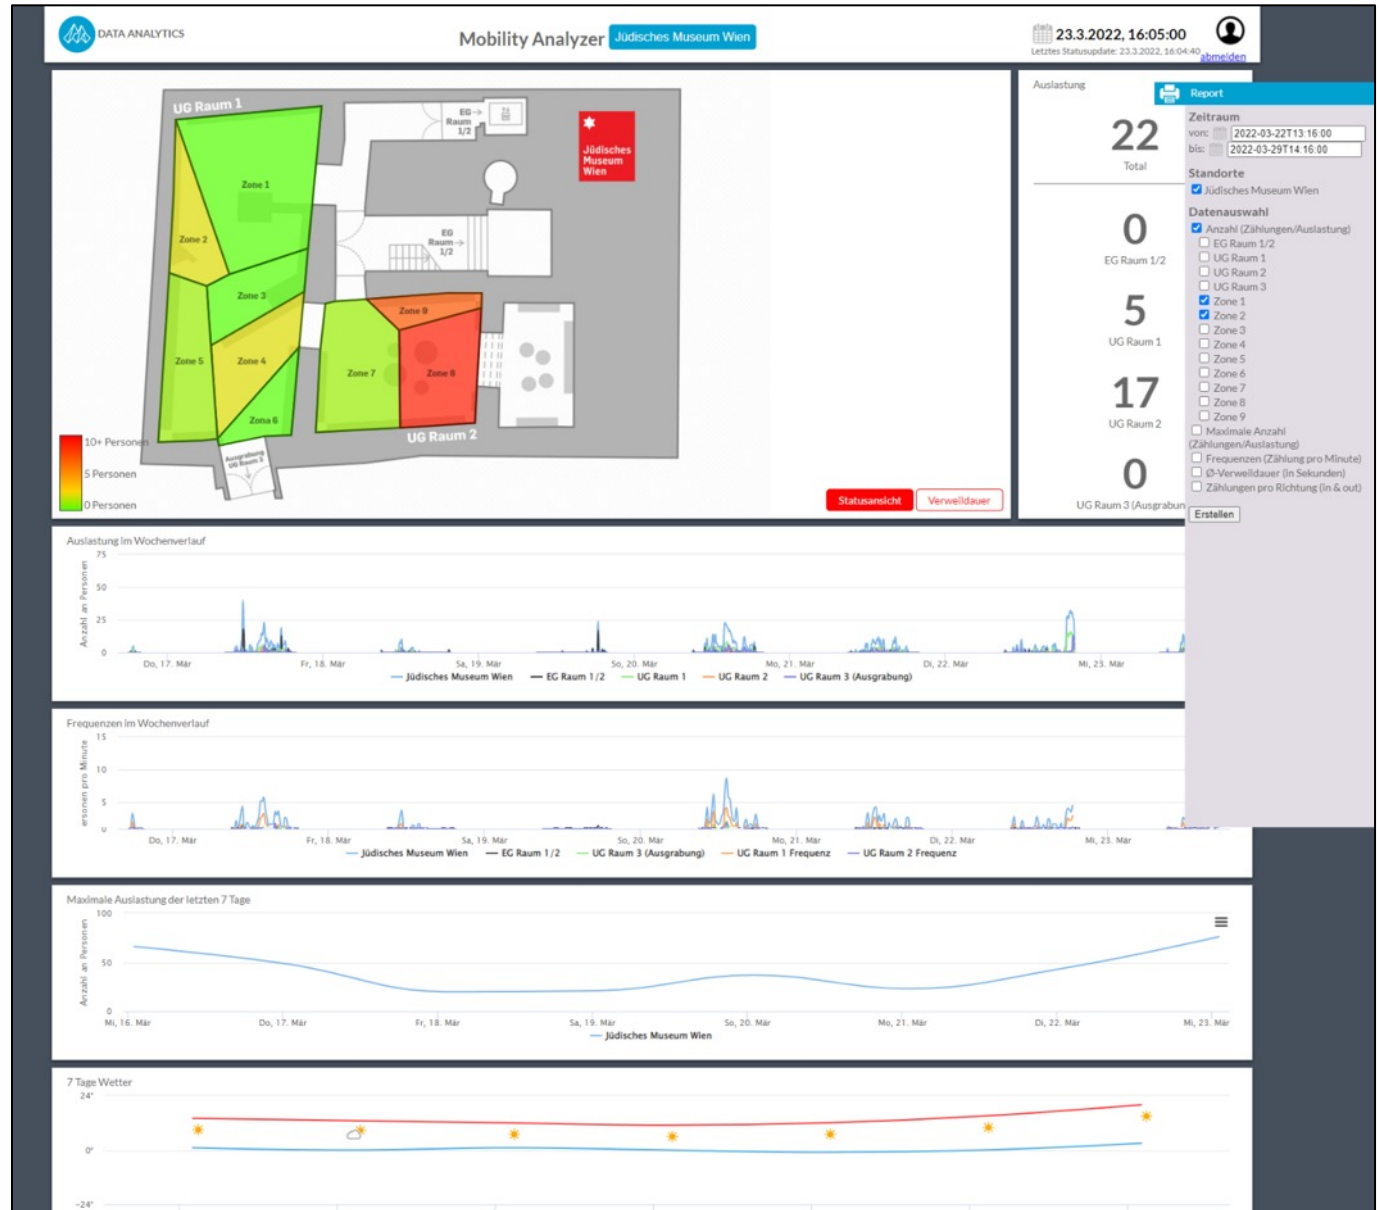 DATA ANALYTICS
Mobility Analyzer Jüdisches Museum Wien
23.3.2022, 16:05:00
Letztes Statusupdate: 23.3.2022, 16:04:40
abmelden
UG Raum 1
EG
Raum
1/2
Jüdisches
Museum
Wien
Zone 1
Zone 2
EG
Raum
1/2
Zone 3
Zone 9
Zone 5
Zone 4
Zone 7
Zone 8
Zona 6
UG Raum 2
Ausgrabung
UG Raum 3
10+ Personen
5 Personen
0 Personen
Statusansicht
Verweildauer
Auslastung
22
Total
0
EG Raum 1/2
5
UG Raum 1
17
UG Raum 2
0
UG Raum 3 (Ausgrabun
Report
Zeitraum
von: 2022-03-22T13:16:00
bis: 2022-03-29T14:16:00
Standorte
Jüdisches Museum Wien
Datenauswahl
Anzahl (Zählungen/Auslastung)
EG Raum 1/2
UG Raum 1
UG Raum 2
UG Raum 3
Zone 1
Zone 2
Zone 3
Zone 4
Zone 5
Zone 6
Zone 7
Zone 8
Zone 9
Maximale Anzahl
(Zählungen/Auslastung)
Frequenzen (Zählung pro Minute)
Ø-Verweildauer (in Sekunden)
Zählungen pro Richtung (in & out)
Erstellen
Auslastung im Wochenverlauf
Anzahl an Personen
75
50
25
0
Do, 17. Mär
Fr, 18. Mär
Sa, 19. Mär
So, 20. Mär
Mo, 21. Mär
Di, 22. Mär
Mi, 23. Mär
Jüdisches Museum Wien EG Raum 1/2 UG Raum 1 UG Raum 2 UG Raum 3 (Ausgrabung)
Frequenzen im Wochenverlauf
ersonen pro Minute
15
10
5
0
Do, 17. Mär
Fr, 18. Mär
Sa, 19. Mär
So, 20. Mär
Mo, 21. Mär
Di, 22. Mär
Mi, 23. Mär
Jüdisches Museum Wien EG Raum 1/2 UG Raum 3 (Ausgrabung) UG Raum 1 Frequenz UG Raum 2 Frequenz
Maximale Auslastung der letzten 7 Tage
Anzahl an Personen
100
50
0
Mi, 16. Mär
Do, 17. Mär
Fr, 18. Mär
Sa, 19. Mär
So, 20. Mär
Mo, 21. Mär
Di, 22. Mär
Mi, 23. Mär
Jüdisches Museum Wien
7 Tage Wetter
24°
0°
-24°